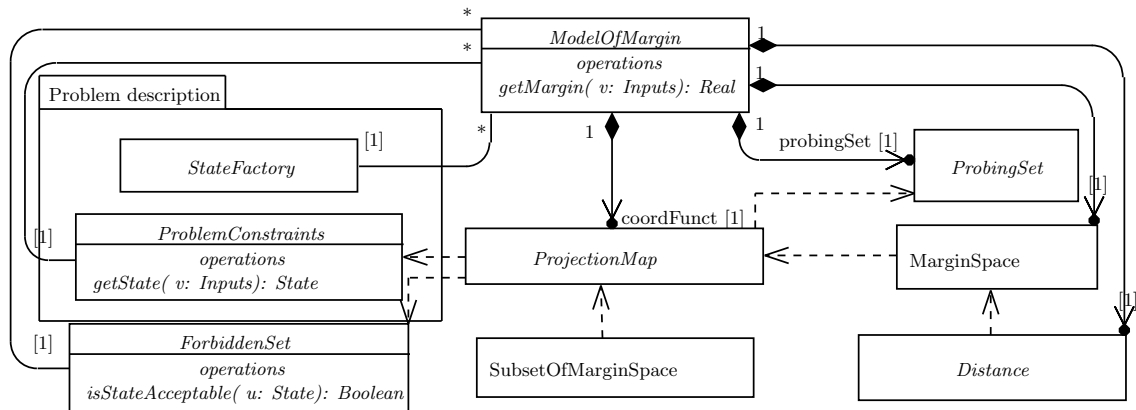 *
ModelOfMargin
1
*
operations
getMargin( v: Inputs): Real
1
Problem description
*
1
1
[1]
probingSet [1]
StateFactory
ProbingSet
[1]
coordFunct [1]
[1]
ProblemConstraints
operations
getState( v: Inputs): State
ProjectionMap
MarginSpace
[1]
[1]
ForbiddenSet
operations
isStateAcceptable( u: State): Boolean
SubsetOfMarginSpace
Distance